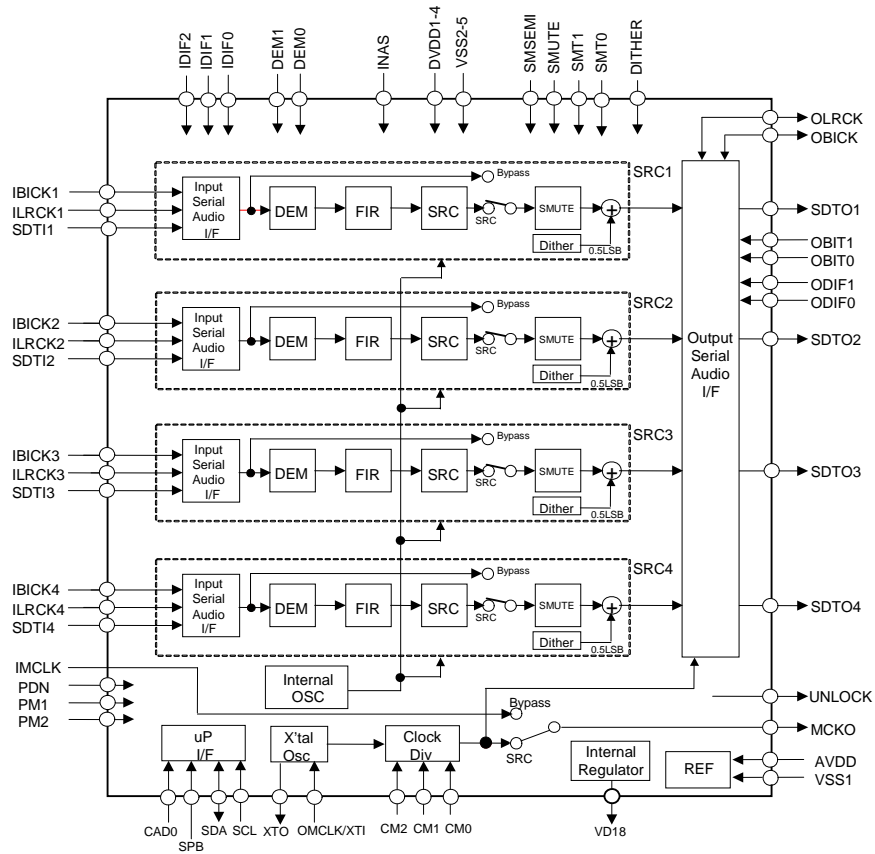 IDIF2
IDIF1
IDIF0
DEM1
DEM0
INAS
DVDD1-4
VSS2-5
SMSEMI
SMUTE
SMT1
SMT0
DITHER
OLRCK
OBICK
SRC1
IBICK1
ILRCK1
SDTI1
Input
Serial
Audio
I/F
DEM
FIR
SRC
Bypass
SRC
SMUTE
Dither
0.5LSB
SDTO1
OBIT1
OBIT0
ODIF1
ODIF0
SRC2
IBICK2
ILRCK2
SDTI2
Input
Serial
Audio
I/F
DEM
FIR
SRC
Bypass
SRC
SMUTE
Dither
0.5LSB
Output
Serial
Audio
I/F
SDTO2
SRC3
IBICK3
ILRCK3
SDTI3
Input
Serial
Audio
I/F
DEM
FIR
SRC
Bypass
SRC
SMUTE
Dither
0.5LSB
SDTO3
SRC4
IBICK4
ILRCK4
SDTI4
Input
Serial
Audio
I/F
DEM
FIR
SRC
Bypass
SRC
SMUTE
Dither
0.5LSB
SDTO4
IMCLK
PDN
PM1
PM2
Internal
OSC
Bypass
SRC
UNLOCK
MCKO
uP
I/F
X'tal
Osc
Clock
Div
Internal
Regulator
REF
AVDD
VSS1
CAD0
SPB
SDA
SCL
XTO
OMCLK/XTI
CM2
CM1
CM0
VD18